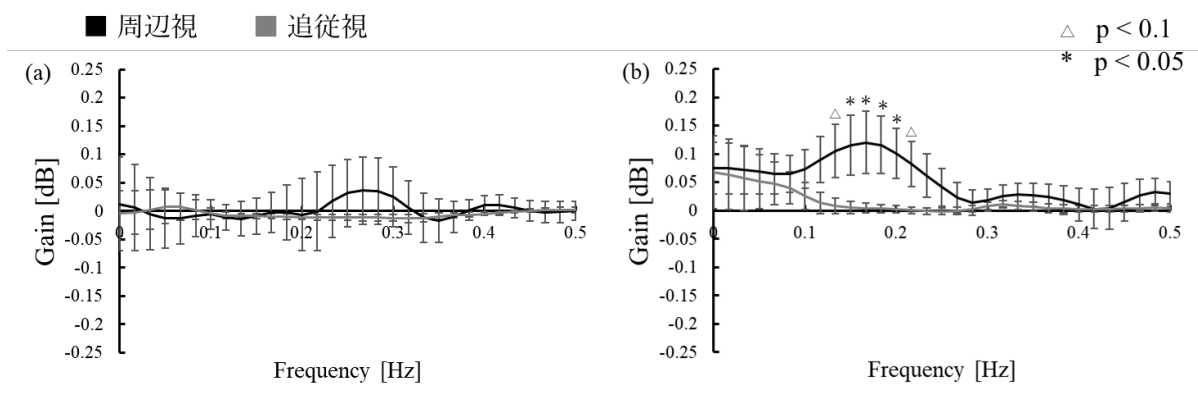 ■ 周辺視 ■ 追従視
△ p < 0.1
* p < 0.05
(a)
0.25
0.2
0.15
0.1
0.05
0
-0.05
-0.1
-0.15
-0.2
-0.25
Gain [dB]
0 0.1 0.2 0.3 0.4 0.5
Frequency [Hz]
(b)
0.25
0.2
0.15
0.1
0.05
0
-0.05
-0.1
-0.15
-0.2
-0.25
Gain [dB]
△ * * * * △
0 0.1 0.2 0.3 0.4 0.5
Frequency [Hz]